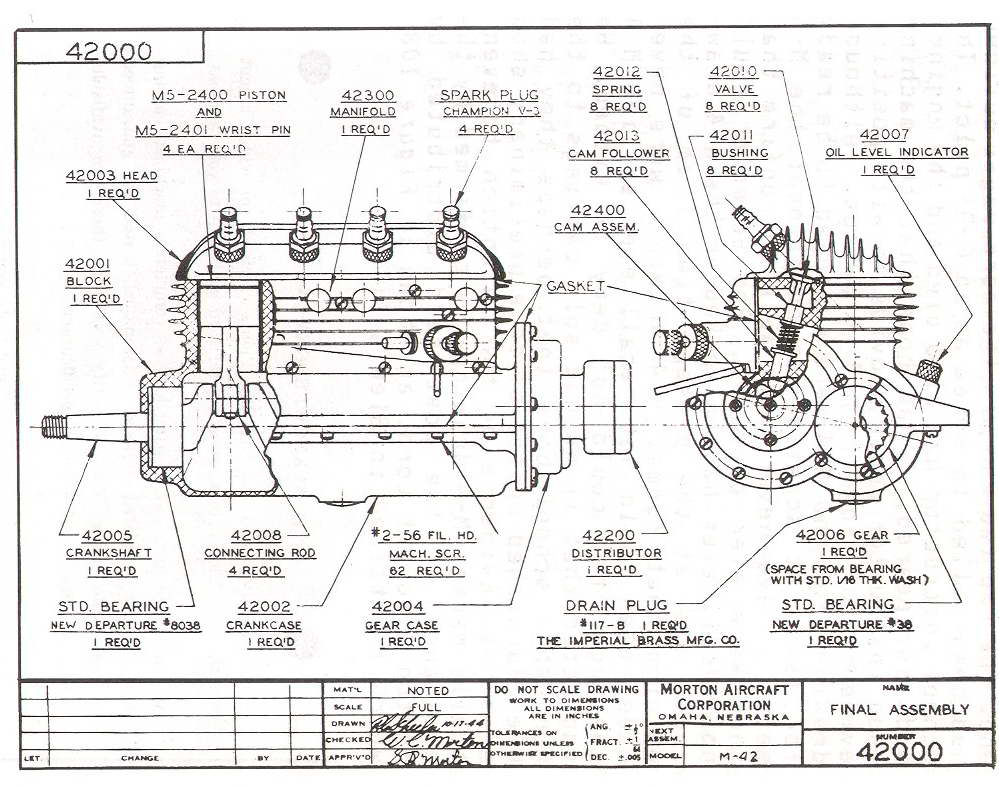 42000
M5-2400 PISTON
AND
M5-2401 WRIST PIN
4 EA REQ'D
42300
MANIFOLD
1 REQ'D
SPARK PLUG
CHAMPION V-3
4 REQ'D
42012
SPRING
8 REQ'D
42010
VALVE
8 REQ'D
42013
CAM FOLLOWER
8 REQ'D
42011
BUSHING
8 REQ'D
42007
OIL LEVEL INDICATOR
1 REQ'D
42003 HEAD
1 REQ'D
42400
CAM ASSEM.
42001
BLOCK
1 REQ'D
GASKET
42005
CRANKSHAFT
1 REQ'D
42008
CONNECTING ROD
4 REQ'D
#2-56 FIL. HD.
MACH. SCR.
62 REQ'D
42200
DISTRIBUTOR
1 REQ'D
42006 GEAR
1 REQ'D
(SPACE FROM BEARING
WITH STD. 1/16 THK. WASH)
STD. BEARING
NEW DEPARTURE #8038
1 REQ'D
42002
CRANKCASE
1 REQ'D
42004
GEAR CASE
1 REQ'D
DRAIN PLUG
#117-B 1 REQ'D
THE IMPERIAL BRASS MFG. CO.
STD. BEARING
NEW DEPARTURE #38
1 REQ'D
LET. CHANGE BY DATE
MAT'L NOTED
SCALE FULL
DRAWN 10-17-44
CHECKED W. C. Morton
APPR'V'D Morton
DO NOT SCALE DRAWING
WORK TO DIMENSIONS
ALL DIMENSIONS
ARE IN INCHES
TOLERANCES ON
DIMENSIONS UNLESS
OTHERWISE SPECIFIED
ANG. ±½°
FRACT. ±1/64
DEC. ±.005
MORTON AIRCRAFT
CORPORATION
OMAHA, NEBRASKA
NEXT
ASSEM.
MODEL M-42
NAME
FINAL ASSEMBLY
NUMBER
42000